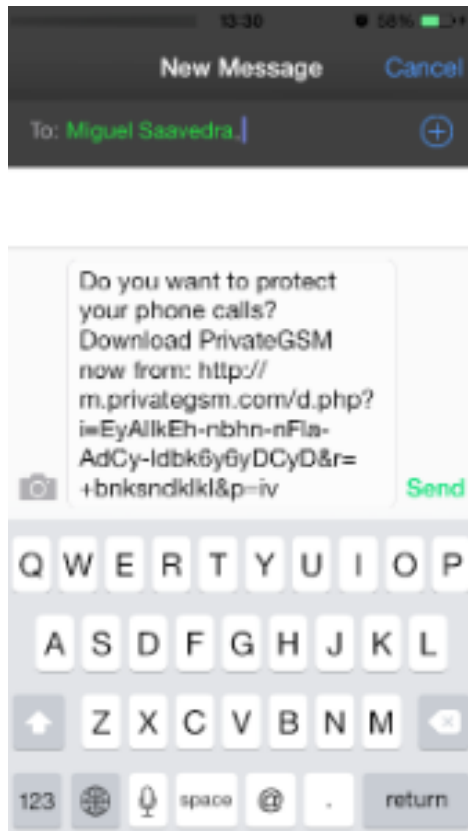 13:30 58%
New Message Cancel
To: Miguel Saavedra,
Do you want to protect
your phone calls?
Download PrivateGSM
now from: http://
m.privategsm.com/d.php?
i=EyAllkEh-nbhn-nFla-
AdCy-ldbk6y6yDCyD&r=
+bnksndklkl&p=iv
Send
Q W E R T Y U I O P
A S D F G H J K L
Z X C V B N M
123 space @ . return